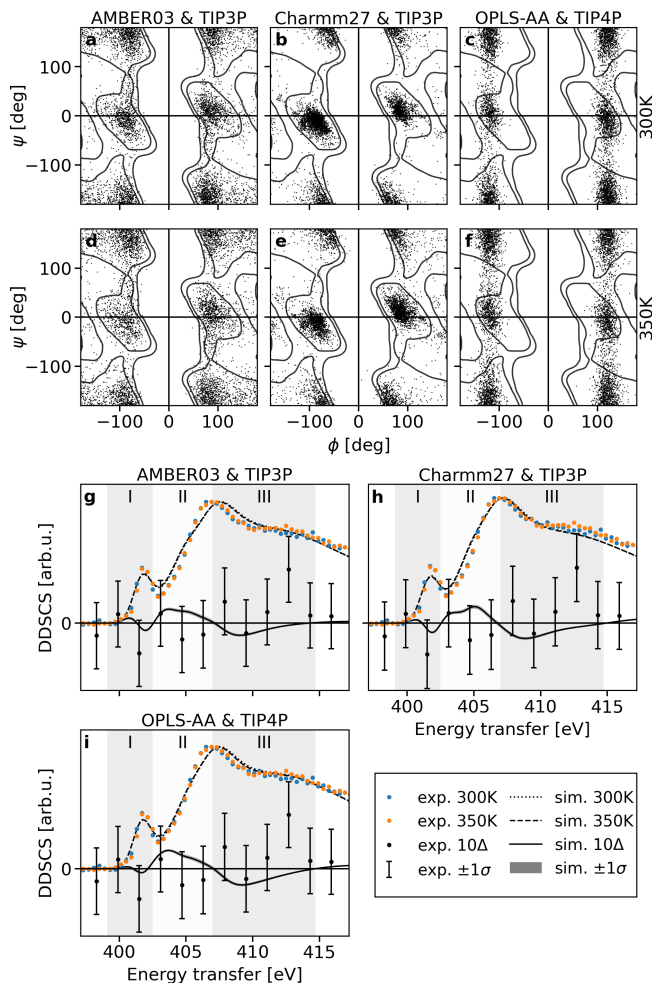 AMBER03 & TIP3P Charmm27 & TIP3P OPLS-AA & TIP4P
a b c
100
0
−100
ψ [deg]
300K
d e f
100
0
−100
ψ [deg]
350K
−100 0 100 −100 0 100 −100 0 100
ϕ [deg]
AMBER03 & TIP3P Charmm27 & TIP3P
g I II III h I II III
DDSCS [arb.u.]
0 0
400 405 410 415
Energy transfer [eV]
OPLS-AA & TIP4P
i I II III
DDSCS [arb.u.]
0
400 405 410 415
Energy transfer [eV]
exp. 300K sim. 300K
exp. 350K sim. 350K
exp. 10Δ sim. 10Δ
exp. ±1σ sim. ±1σ